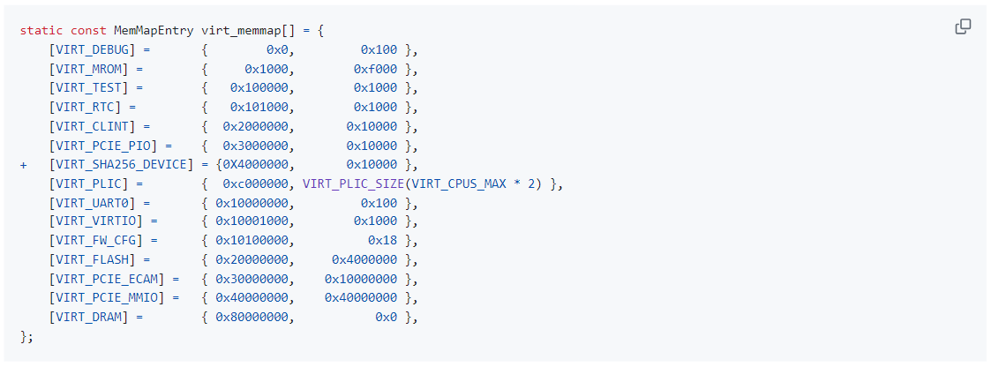 static const MemMapEntry virt_memmap[] = {
    [VIRT_DEBUG] =       {        0x0,         0x100 },
    [VIRT_MROM] =        {     0x1000,        0xf000 },
    [VIRT_TEST] =        {   0x100000,        0x1000 },
    [VIRT_RTC] =         {   0x101000,        0x1000 },
    [VIRT_CLINT] =       {  0x2000000,       0x10000 },
    [VIRT_PCIE_PIO] =    {  0x3000000,       0x10000 },
+   [VIRT_SHA256_DEVICE] = {0X4000000,       0x10000 },
    [VIRT_PLIC] =        {  0xc000000, VIRT_PLIC_SIZE(VIRT_CPUS_MAX * 2) },
    [VIRT_UART0] =       { 0x10000000,         0x100 },
    [VIRT_VIRTIO] =      { 0x10001000,        0x1000 },
    [VIRT_FW_CFG] =      { 0x10100000,          0x18 },
    [VIRT_FLASH] =       { 0x20000000,     0x4000000 },
    [VIRT_PCIE_ECAM] =   { 0x30000000,    0x10000000 },
    [VIRT_PCIE_MMIO] =   { 0x40000000,    0x40000000 },
    [VIRT_DRAM] =        { 0x80000000,           0x0 },
};